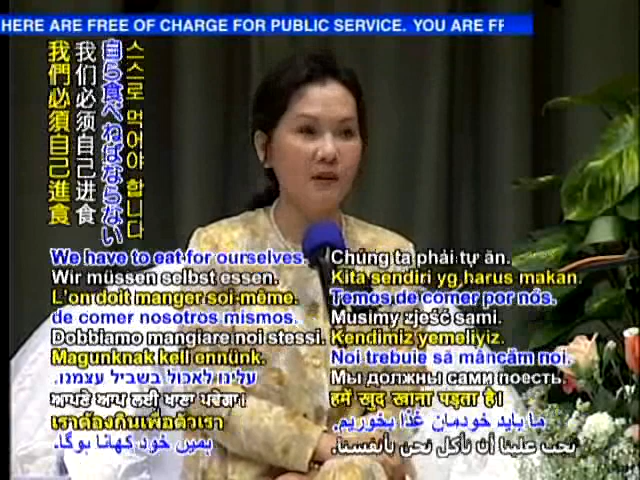 HERE ARE FREE OF CHARGE FOR PUBLIC SERVICE. YOU ARE FR
我們必須自己進食
我们必须自己进食
自ら食べねばならない
스스로 먹어야 합니다
We have to eat for ourselves.
Wir müssen selbst essen.
L'on doit manger soi-même.
de comer nosotros mismos.
Dobbiamo mangiare noi stessi.
Magunknak kell ennünk.
עלינו לאכול בשביל עצמנו.
ਆਪਣੇ ਆਪ ਲਈ ਖਾਣਾ ਪਵੇਗਾ।
เราต้องกินเพื่อตัวเรา
ہمیں خود کھانا ہوگا.
Chúng ta phải tự ăn.
Kita sendiri yg harus makan.
Temos de comer por nós.
Musimy zjeść sami.
Kendimiz yemeliyiz.
Noi trebuie să mâncăm noi.
Мы должны сами поесть.
हमें खुद खाना पड़ता है।
ما باید خودمان غذا بخوریم.
يجب علينا أن نأكل نحن بأنفسنا.